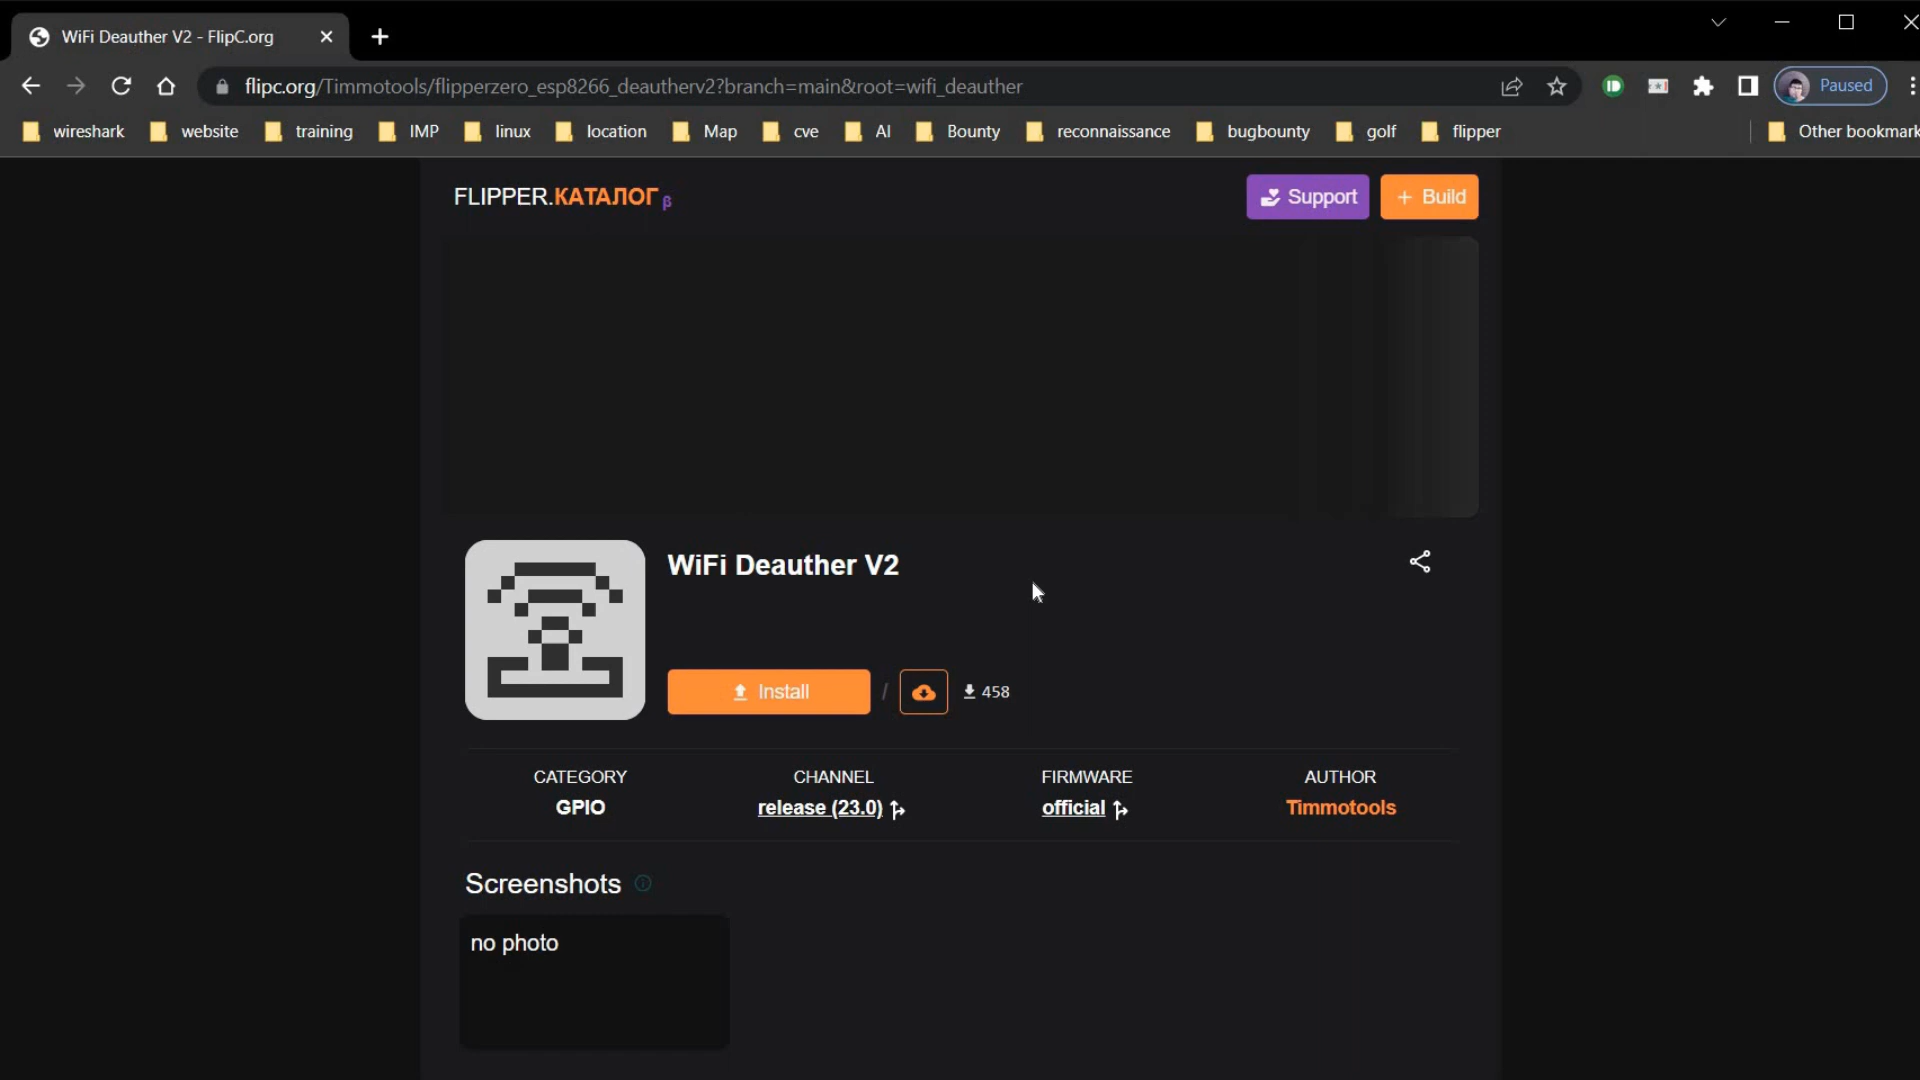 WiFi Deauther V2 - FlipC.org
flipc.org/Timmotools/flipperzero_esp8266_deautherv2?branch=main&root=wifi_deauther
Paused
wireshark website training IMP linux location Map cve AI Bounty reconnaissance bugbounty golf flipper Other bookmark
FLIPPER.КАТАЛОГ β
Support
+ Build
WiFi Deauther V2
Install / 458
CATEGORY CHANNEL FIRMWARE AUTHOR
GPIO release (23.0) official Timmotools
Screenshots
no photo